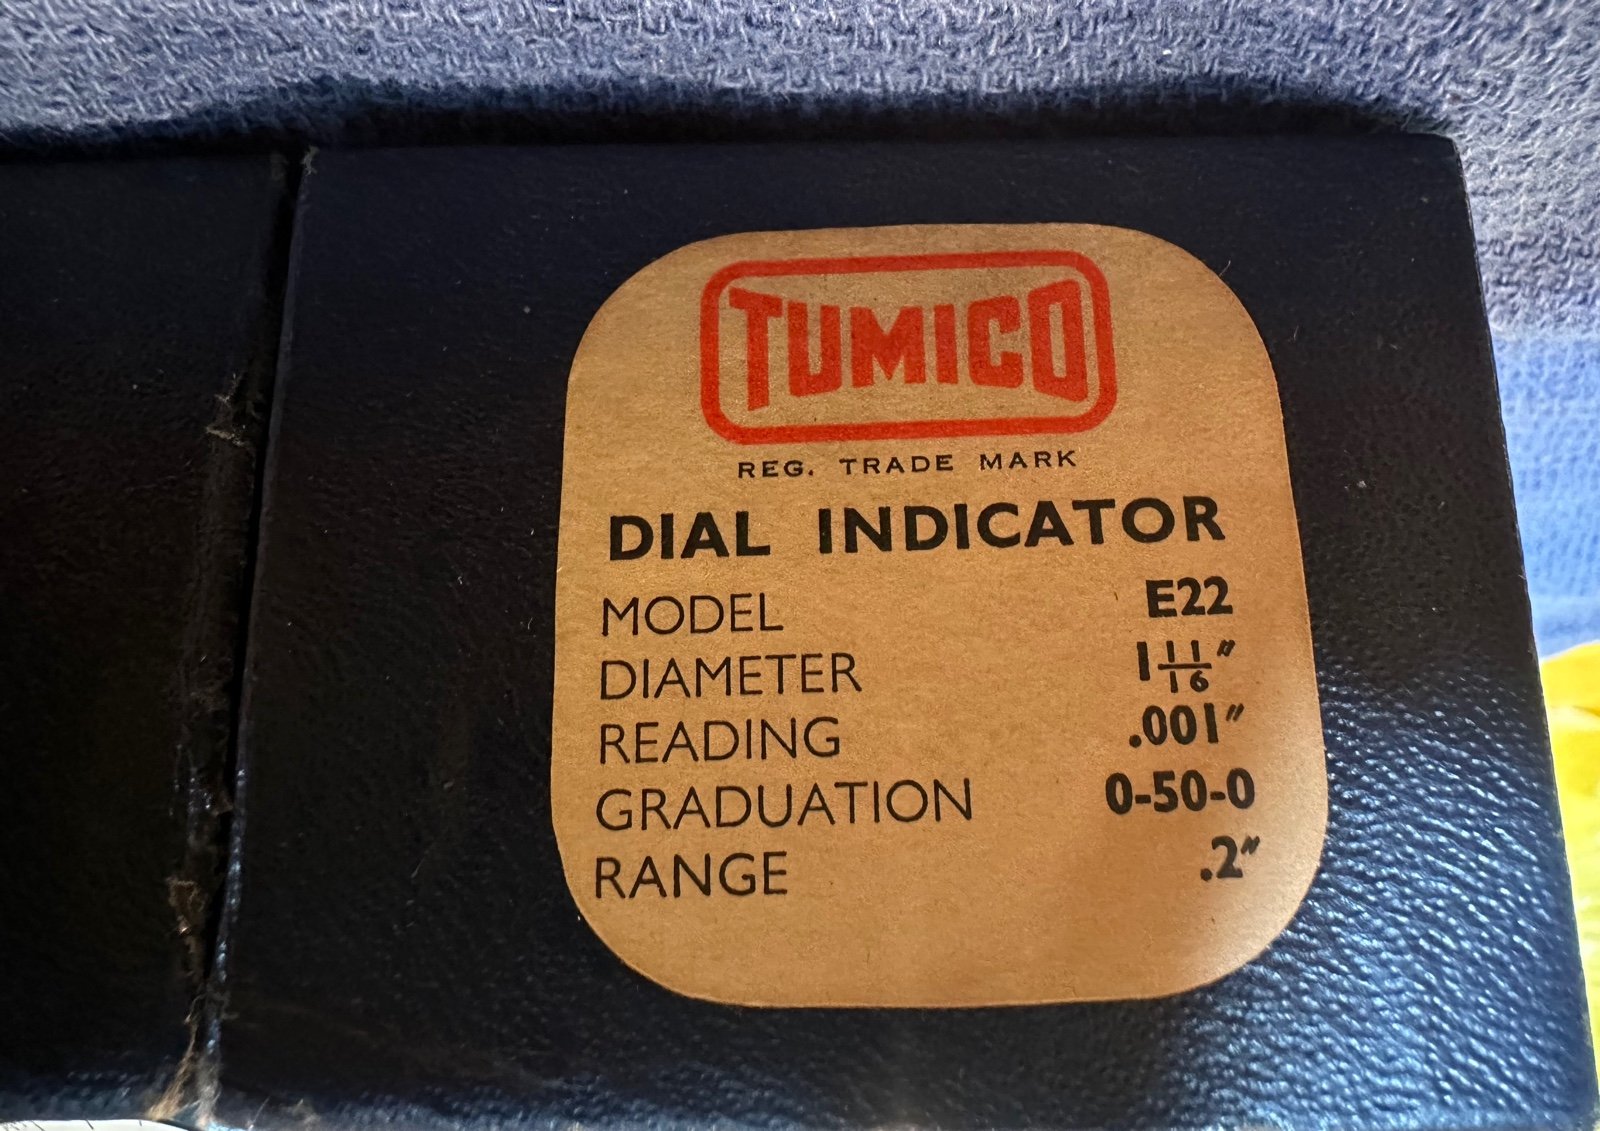 TUMICO
REG. TRADE MARK
DIAL INDICATOR
MODEL E22
DIAMETER 1 11/16"
READING .001"
GRADUATION 0-50-0
RANGE .2"